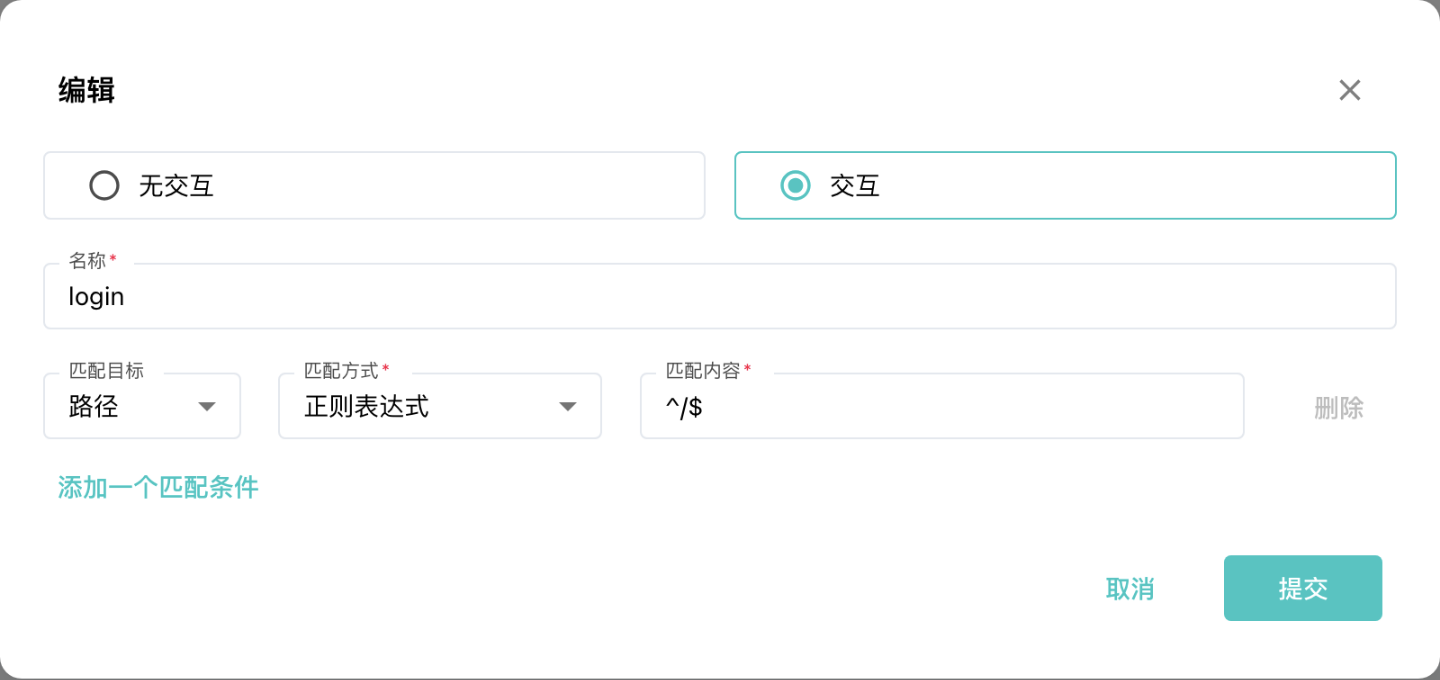 编辑
无交互
交互
名称*
login
匹配目标
路径
匹配方式*
正则表达式
匹配内容*
^/$
删除
添加一个匹配条件
取消
提交